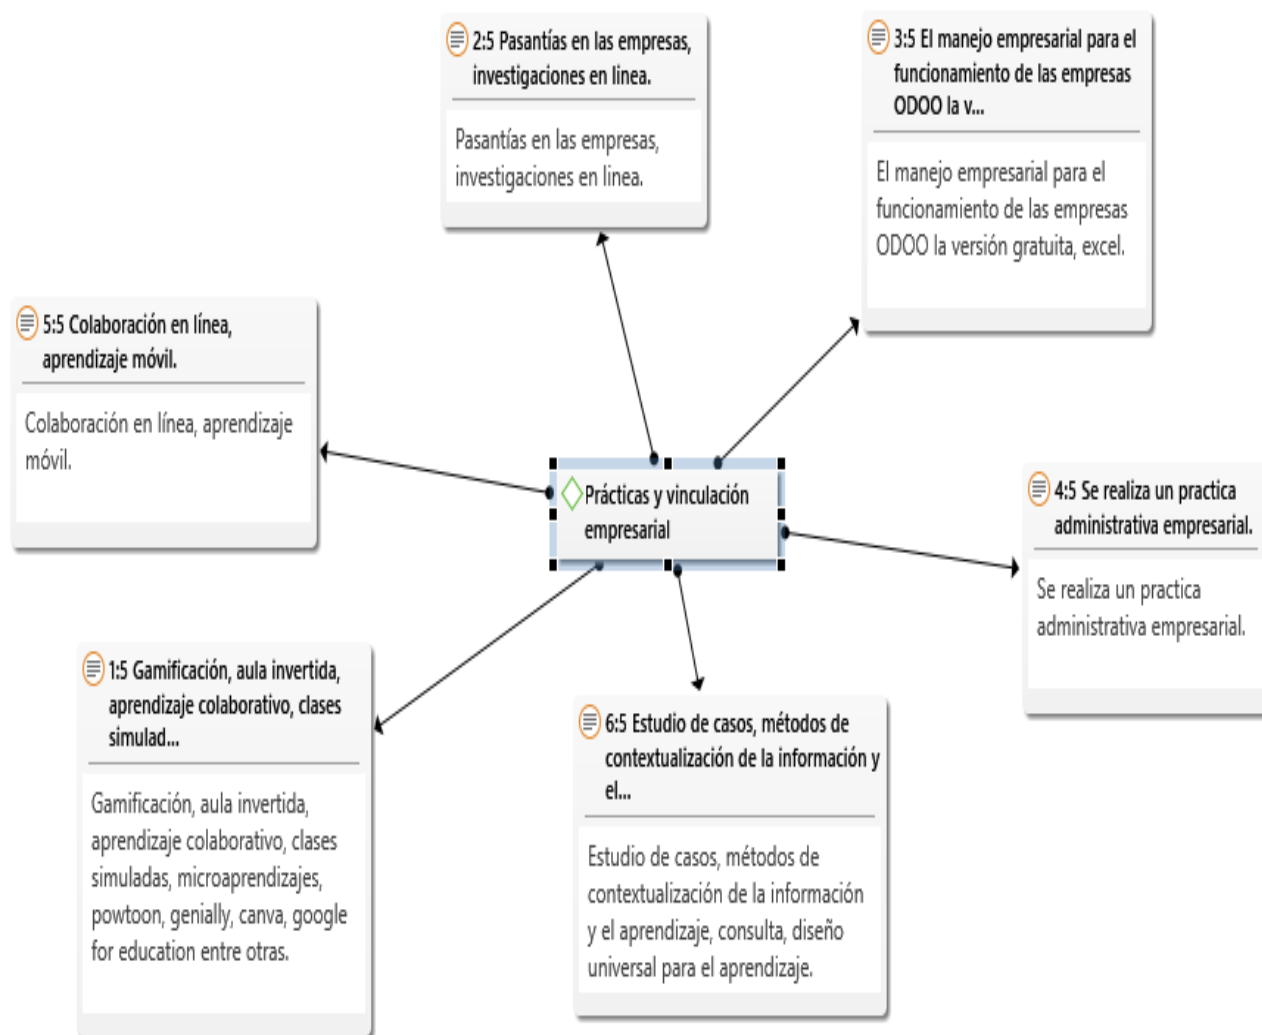 2:5 Pasantías en las empresas,
investigaciones en linea.
Pasantías en las empresas,
investigaciones en linea.
3:5 El manejo empresarial para el
funcionamiento de las empresas
ODOO la v...
El manejo empresarial para el
funcionamiento de las empresas
ODOO la versión gratuita, excel.
5:5 Colaboración en línea,
aprendizaje móvil.
Colaboración en línea, aprendizaje
móvil.
Prácticas y vinculación
empresarial
4:5 Se realiza un practica
administrativa empresarial.
Se realiza un practica
administrativa empresarial.
1:5 Gamificación, aula invertida,
aprendizaje colaborativo, clases
simulad...
Gamificación, aula invertida,
aprendizaje colaborativo, clases
simuladas, microaprendizajes,
powtoon, genially, canva, google
for education entre otras.
6:5 Estudio de casos, métodos de
contextualización de la información y
el...
Estudio de casos, métodos de
contextualización de la información
y el aprendizaje, consulta, diseño
universal para el aprendizaje.